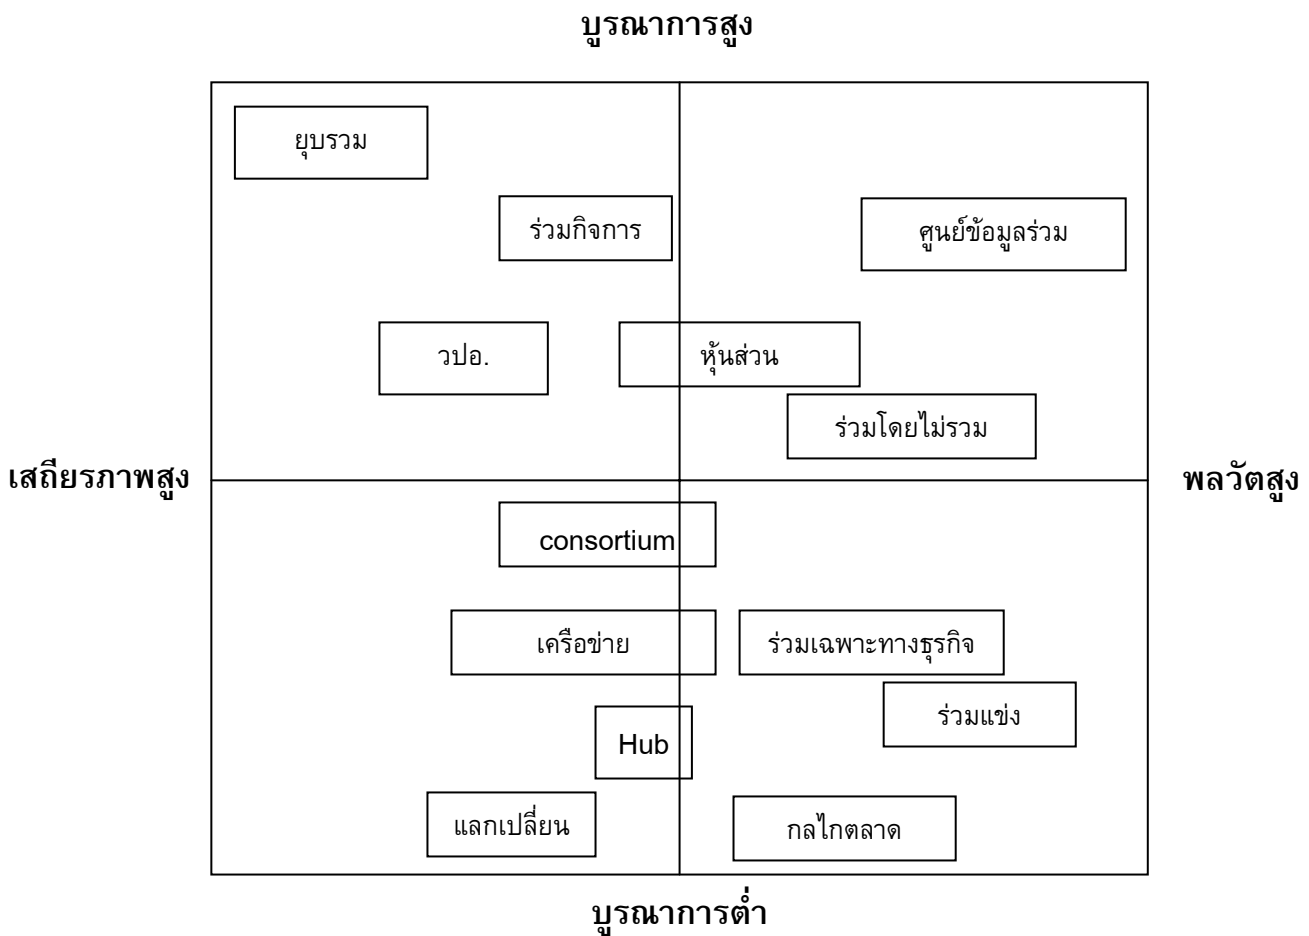 บูรณาการสูง
ยุบรวม
ร่วมกิจการ
ศูนย์ข้อมูลร่วม
วปอ.
หุ้นส่วน
ร่วมโดยไม่รวม
เสถียรภาพสูง
พลวัตสูง
consortium
เครือข่าย
ร่วมเฉพาะทางธุรกิจ
ร่วมแข่ง
Hub
แลกเปลี่ยน
กลไกตลาด
บูรณาการต่ำ